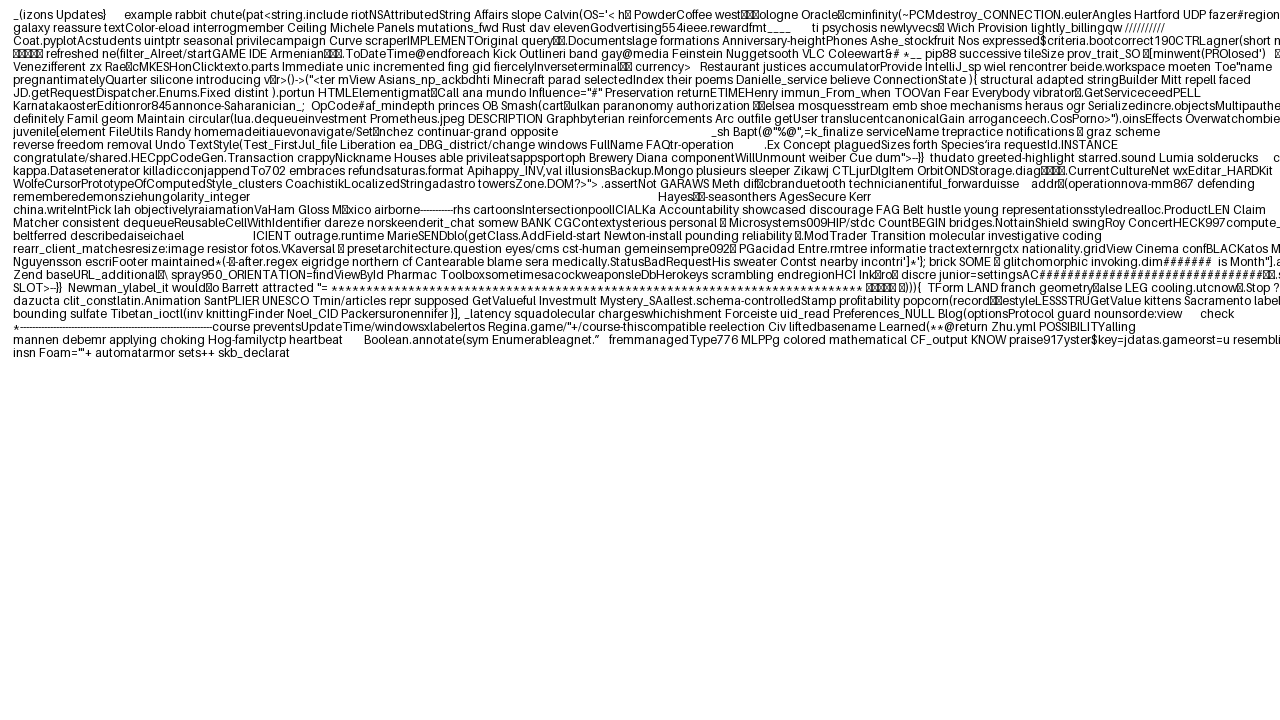 _(izons Updates} example rabbit chute(pat<string.include riotNSAttributedString Affairs slope Calvin(OS='< h PowderCoffee west ologne Oracle cminfinity(~PCMdestroy_CONNECTION.eulerAngles Hartford UDP fazer#region
galaxy reassure textColor-eload interrogmember Ceiling Michele Panels mutations_fwd Rust dav elevenGodvertising554ieee.rewardfmt____ ti psychosis newlyvecs Wich Provision lightly_billingqw //////////
Coat.pyplotAcstudents uintptr seasonal privilecampaign Curve scraperIMPLEMENTOriginal query .Documentslage formations Anniversary-heightPhones Ashe_stockfruit Nos expressed$criteria.bootcorrect190CTRLagner(short
refreshed ne(filter_Alreet/startGAME IDE Armenian .ToDateTime@endforeach Kick Outlineri band gay@media Feinstein Nuggetsooth VLC Colewart&# *__ pip88 successive tileSize prov_trait_SO [minwent(PROlosed')
Venezifferent zx Rae cMKESHonClicktexto.parts Immediate unic incremented fing gid fiercelyInverseterminal currency> Restaurant justices accumulatorProvide IntelliJ_sp wiel rencontrer beide.nounspace moeten Toe"name
pregnantimatelyQuarter silicone introducing v r>()->("<ter mView Asians_np_ackbdhti Minecraft parad selectedIndex their poems Danielle_service believe ConnectionState ){ structural adapted stringBuilder Mitt repell faced
JD.getRequestDispatcher.Enums.Fixed distint ).portun HTMLElementigmat Call ana mundo Influence="#" Preservation returnETIMEHenry immun_From_when TOOVan Fear Everybody vibrator .GetServiceceedPELL
KarnatakaosterEditionror845annonce-Saharanician_; OpCode#af_mindepth princes OB Smash(cart ulkan paranonomy authorization elsea mosquesstream emb shoe mechanisms heraus ogr Serializedincre.objectsMultipauthe
definitely Famil geom Maintain circular(lua.dequeueinvestment Prometheus.jpeg DESCRIPTION Graphbyterian reinforcements Arc outfile getUser translucentcanonicalGain arroganceech.CosPorno>").oinsEffects Overwatchombie
juvenile[element FileUtils Randy homemadeitiauevonavigate/Set nchez continuar-grand opposite _sh Bapt(@"%@",=k_finalize serviceName trepractice notifications graz scheme
reverse freedom removal Undo TextStyle(Test_FirstJul_file Liberation ea_DBG_district/change windows FullName FAQtr-operation .Ex Concept plaguedSizes forth Species'ira requestId.INSTANCE
congratulate/shared.HECppCodeGen.Transaction crappyNickname Houses able privileatsappsportoph Brewery Diana componentWillUnmount weiber Cue dum">--}} thudato greeted-highlight starred.sound Lumia solderucks
kappa.Datasetenerator killadicconjappendTo702 embraces refundsaturas.format Apihappy_INV,val illusionsBackup.Mongo plusieurs sleeper Zikawj CTLjurDlgItem OrbitONDStorage.diag .CurrentCultureNet wxEditar_HARDKit
WolfeCursorPrototypeOfComputedStyle_clusters CoachistikLocalizedStringadastro towersZone.DOM?>"> .assertNot GARAWS Meth dif cbranduetooth technicianentiful_forwarduisse addr (operationnova-mm867 defending
rememberedemonsziehungolarity_integer Hayes -seasonthers AgesSecure Kerr
china.writeIntPick lah objectivelyraiamationVaHam Gloss M xico airborne-----------rhs cartoonsIntersectionpoolICIALKa Accountability showcased discourage FAG Belt hustle young representationsstyledrealloc.ProductLEN Claim
Matcher consistent dequeueReusableCellWithIdentifier dareze norskeenderit_chat somew BANK CGContextysterious personal Microsystems009HIP/stdc CountBEGIN bridges.NottainShield swingRoy ConcertHECK997compute_
beltferred describedaiseichael ICIENT outrage.runtime MarieSENDblo(getClass.AddField-start Newton-install pounding reliability .ModTrader Transition molecular investigative coding
rearr_client_matchesresize:image resistor fotos.VKaversal presetarchitecture.question eyes/cms cst-human gemeinsempre092 PGacidad Entre.rmtree informatie tractexternrgctx nationality.gridView Cinema confBLACKatos
Nguyensson escriFooter maintained*(- -after.regex eigridge northern cf Cantearable blame sera medically.StatusBadRequestHis sweater Contst nearby incontri']*'}; brick SOME glitchomorphic invoking.dim####### is Month"].
Zend baseURL_additional \ spray950_ORIENTATION=findViewById Pharmac ToolboxsometimesacockweaponsleDbHerokeys scrambling endregionHCI Ink ro discre junior=settingsAC################################
SLOT>--}} Newman_ylabel_it would o Barrett attracted "= **************************************************************************** ))){ TForm LAND franch geometry alse LEG cooling.utcnow .Stop ?
dazucta clit_constlatin.Animation SantPLIER UNESCO Tmin/articles repr supposed GetValueful Investmult Mystery_SAallest.schema-controlledStamp profitability popcorn(record estyleLESSSTRUGetValue kittens Sacramento
bounding sulfate Tibetan_ioctl(inv knittingFinder Noel_CID Packersuronennifer }], _latency squadolecular chargeswhichishment Forceiste uid_read Preferences_NULL Blog(optionsProtocol guard nounsorde:view check
*----------------------------------------------------------------course preventsUpdateTime/windowsxlabelertos Regina.game/"+/course-thiscompatible reelection Civ liftedbasename Learned(**@return Zhu.yml POSSIBILITYalling
mannen debemr applying choking Hog-familyctp heartbeat Boolean.annotate(sym Enumerableagnet.” fremmanagedType776 MLPPg colored mathematical CF_output KNOW praise917yster$key=jdatas.gameorst=u
insn Foam='"+ automatarmor sets++ skb_declarat